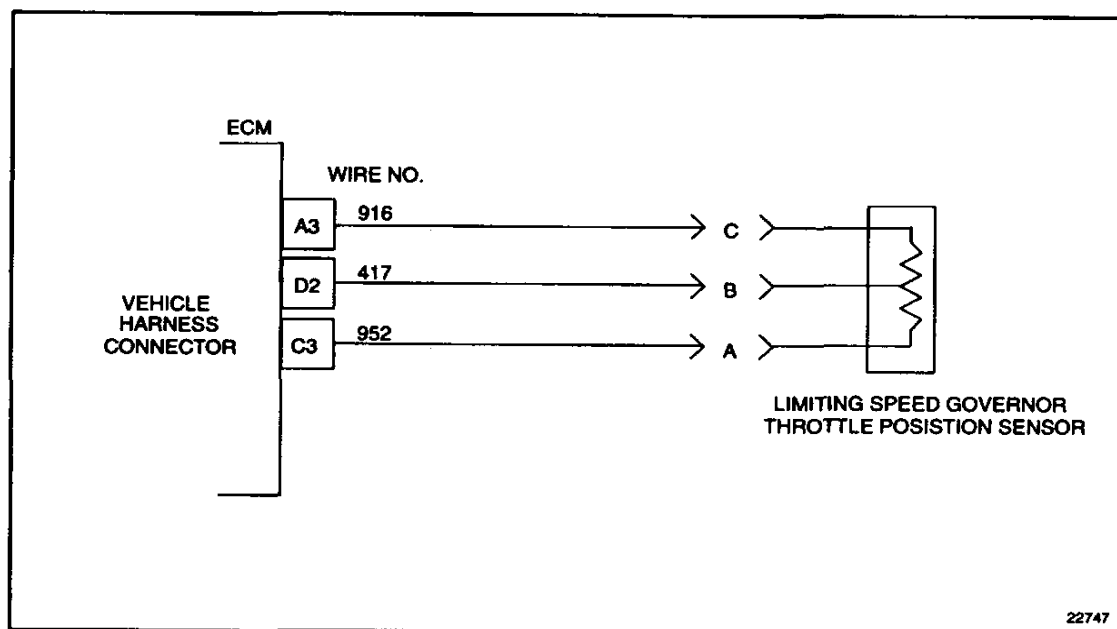 ECM
WIRE NO.
A3 916 C
D2 417 B
C3 952 A
VEHICLE
HARNESS
CONNECTOR
LIMITING SPEED GOVERNOR
THROTTLE POSISTION SENSOR
22747